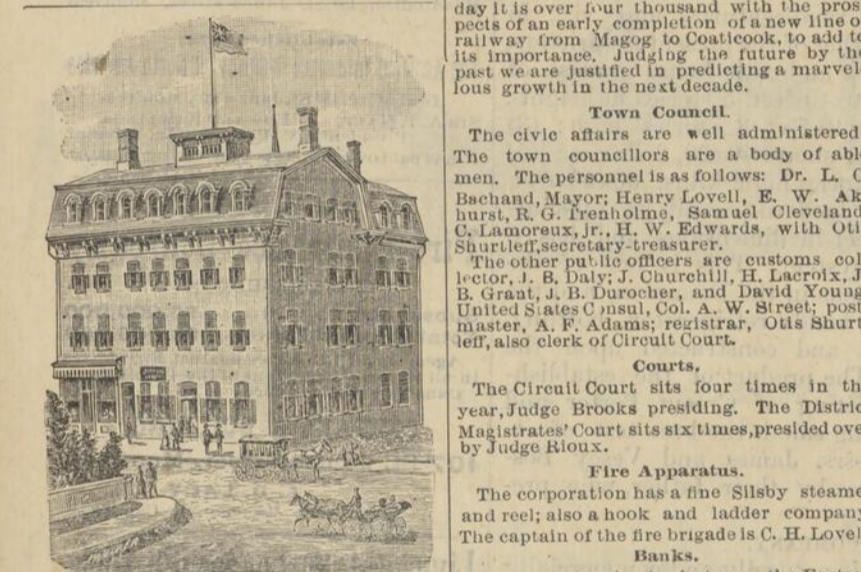 day it is over four thousand with the pros
pects of an early completion of a new line o
railway from Magog to Coaticook, to add to
its importance. Judging the future by the
past we are justified in predicting a marvel
lous growth in the next decade.
Town Council.
The civic affairs are well administered.
The town councillors are a body of abl
men. The personnel is as follows: Dr. L. C
Bachand, Mayor; Henry Lovell, E. W. Ak
hurst, R. G. Trenholme, Samuel Cleveland
C. Lamoreux, jr., H. W. Edwards, with Oti
Shurtleff, secretary-treasurer.
The other public officers are customs col
lector, J. B. Daly; J. Churchill, H. Lacroix, J
B. Grant, J. B. Durocher, and David Young
United States Consul, Col. A. W. Street; post
master, A. F. Adams; registrar, Otis Shurt
leff, also clerk of Circuit Court.
Courts.
The Circuit Court sits four times in th
year, Judge Brooks presiding. The Distric
Magistrates' Court sits six times, presided ove
by Judge Rioux.
Fire Apparatus.
The corporation has a fine Silsby steame
and reel; also a hook and ladder company
The captain of the fire brigade is C. H. Lovel
Banks.